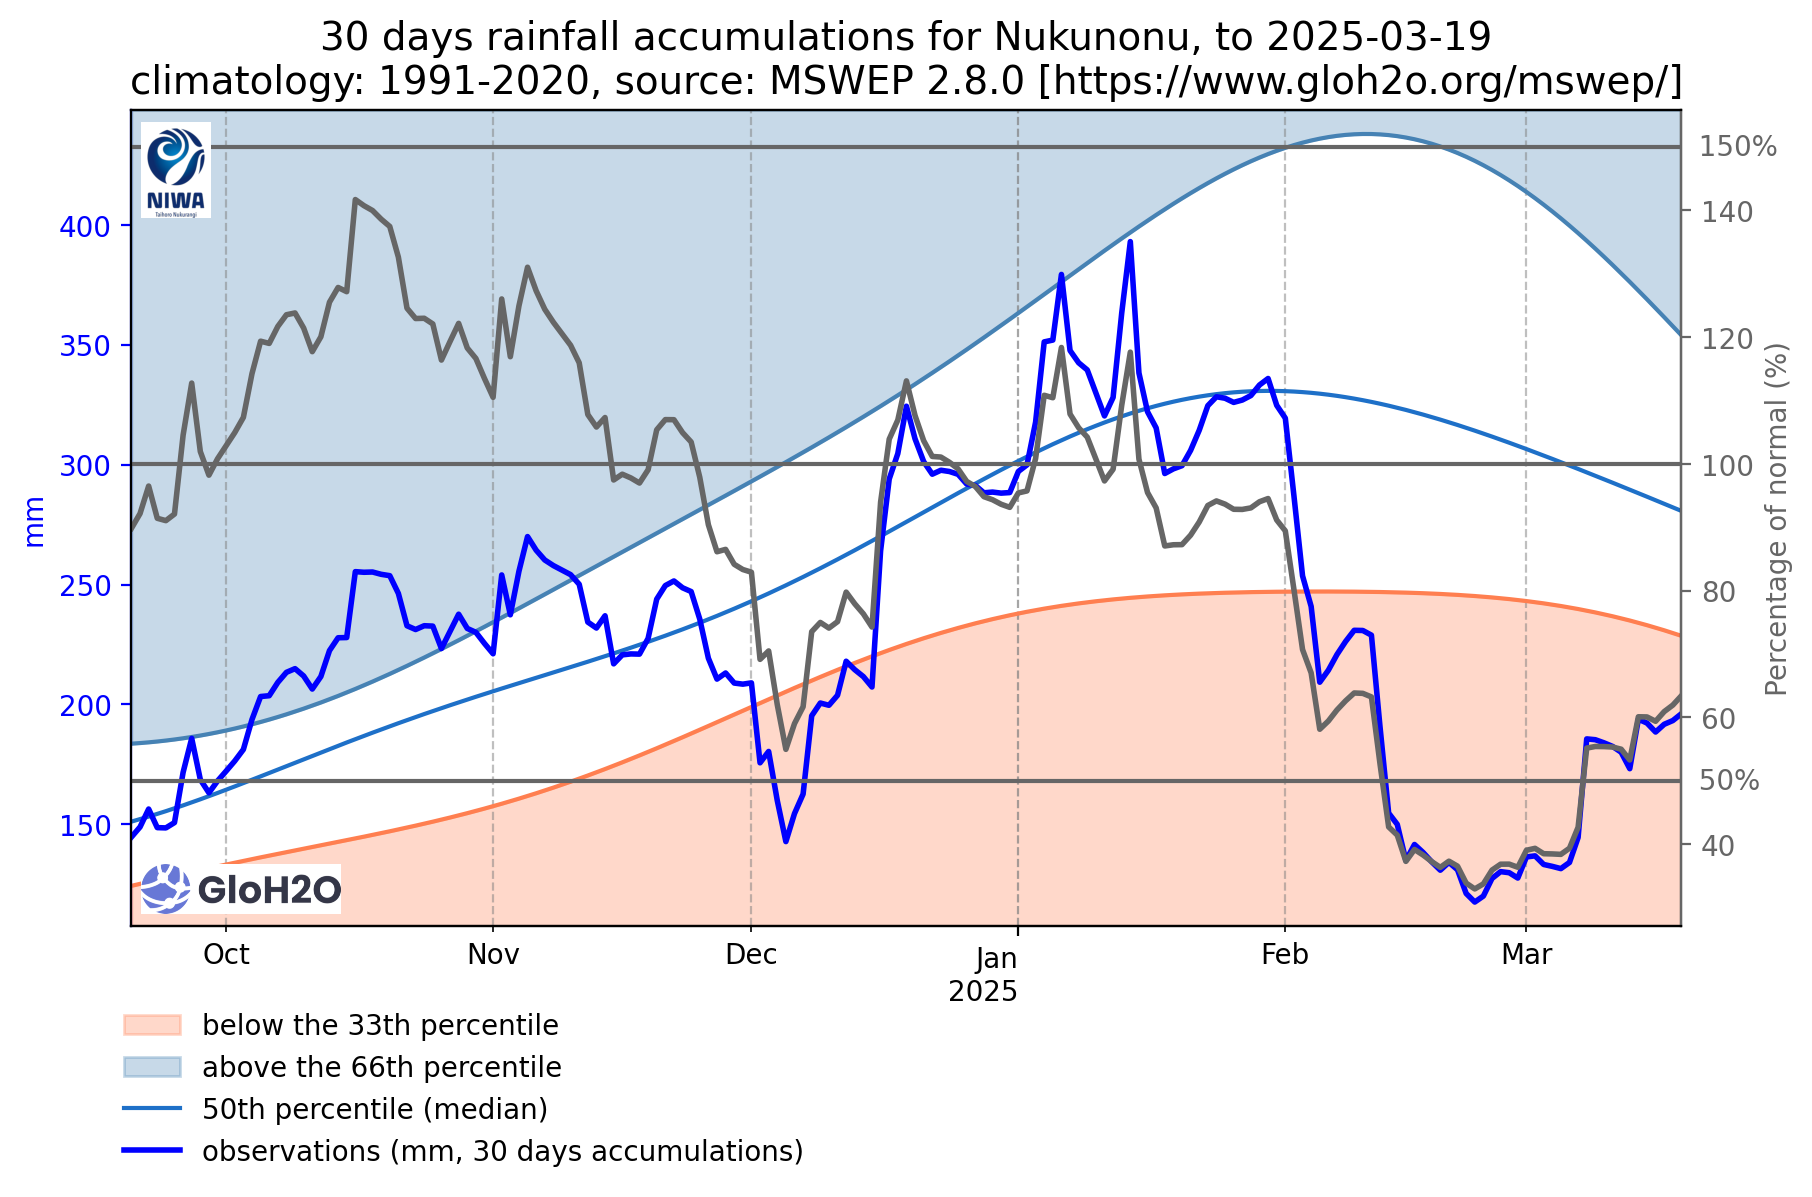 30 days rainfall accumulations for Nukunonu, to 2025-03-19
climatology: 1991-2020, source: MSWEP 2.8.0 [https://www.gloh2o.org/mswep/]
NIWA
Taihoro Nukurangi
400
350
300
250
200
150
mm
150%
140
120
100
80
60
50%
40
Percentage of normal (%)
GloH2O
Oct
Nov
Dec
Jan
2025
Feb
Mar
below the 33th percentile
above the 66th percentile
50th percentile (median)
observations (mm, 30 days accumulations)